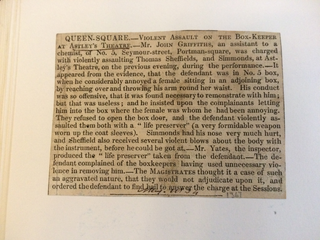 QUEEN-SQUARE.—VIOLENT ASSAULT ON THE BOX-KEEPER
AT ASTLEY'S THEATRE.—Mr. JOHN GRIFFITHS, an assistant to a
chemist, of No. 5, Seymour-street, Portman-square, was charged
with violently assaulting Thomas Sheffields, and Simmonds, at Ast-
ley's Theatre, on the previous evening, during the performance.—It
appeared from the evidence, that the defendant was in No. 5 box,
when he considerably annoyed a female sitting in an adjoining box,
by reaching over and throwing his arm round her waist. His conduct
was so offensive, that it was found necessary to remonstrate with him;
but that was useless; and he insisted upon the complainants letting
him into the box where the female was whom he had been annoying.
They refused to open the box door, and the defendant violently as-
saulted them both with a "life preserver" (a very formidable weapon
worn up the coat sleeves). Simmonds had his nose very much hurt,
and Sheffield also received several violent blows about the body with
the instrument, before he could be got at.—Mr. Yates, the inspector,
produced the "life preserver" taken from the defendant.—The de-
fendant complained of the boxkeepers having used unnecessary vio-
lence in removing him.—The MAGISTRATES thought it a case of such
an aggravated nature, that they would not adjudicate upon it, and
ordered the defendant to find bail to answer the charge at the Sessions.